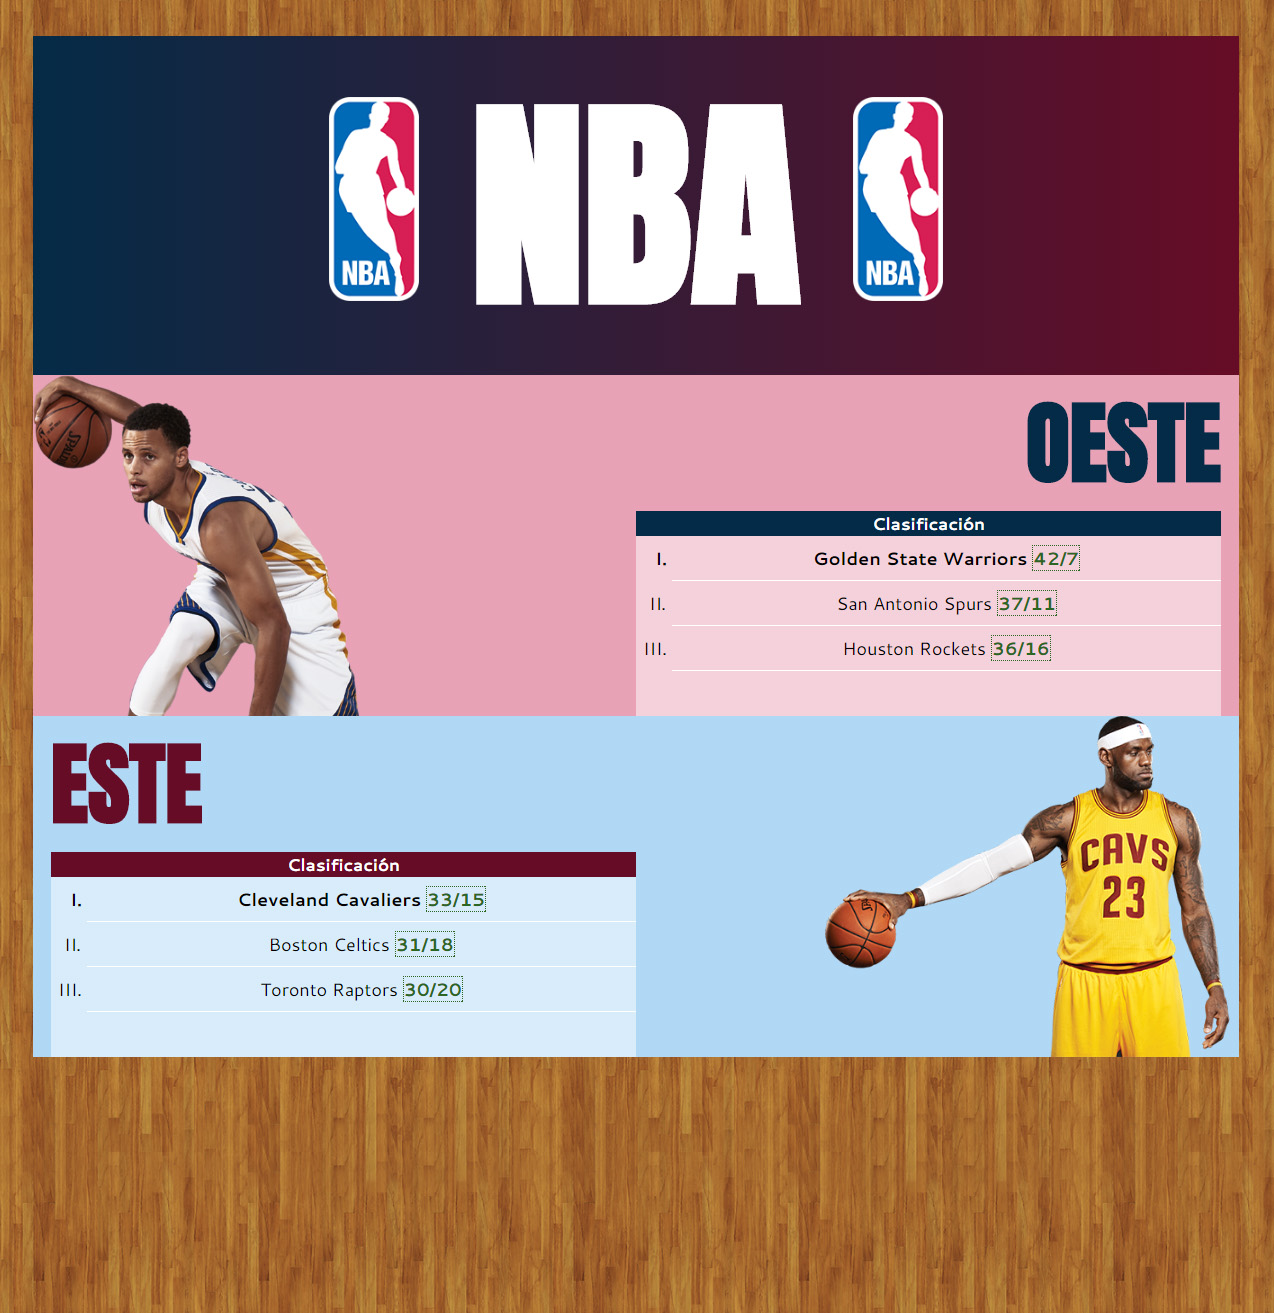 NBA NBA NBA
OESTE
Clasificación
I. Golden State Warriors 42/7
II. San Antonio Spurs 37/11
III. Houston Rockets 36/16
ESTE
Clasificación
I. Cleveland Cavaliers 33/15
II. Boston Celtics 31/18
III. Toronto Raptors 30/20
CAVS
23